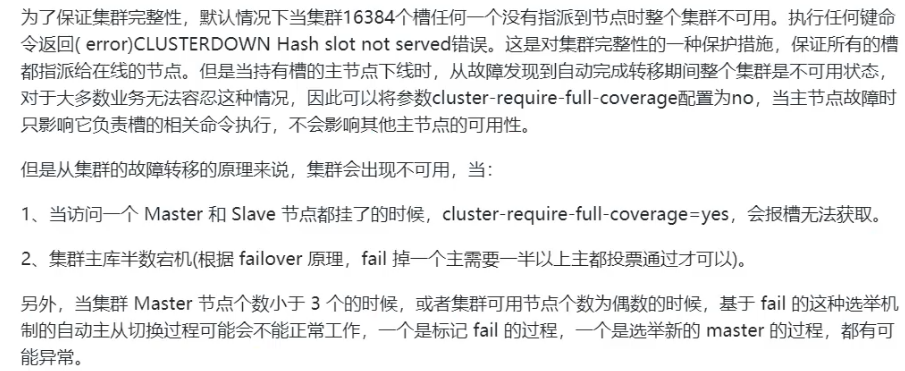 为了保证集群完整性，默认情况下当集群16384个槽任何一个没有指派到节点时整个集群不可用。执行任何键命
令返回( error)CLUSTERDOWN Hash slot not served错误。这是对集群完整性的一种保护措施，保证所有的槽
都指派给在线的节点。但是当持有槽的主节点下线时，从故障发现到自动完成转移期间整个集群是不可用状态，
对于大多数业务无法容忍这种情况，因此可以将参数cluster-require-full-coverage配置为no，当主节点故障时
只影响它负责槽的相关命令执行，不会影响其他主节点的可用性。
但是从集群的故障转移的原理来说，集群会出现不可用，当：
1、当访问一个 Master 和 Slave 节点都挂了的时候，cluster-require-full-coverage=yes，会报槽无法获取。
2、集群主库半数宕机(根据 failover 原理，fail 掉一个主需要一半以上主都投票通过才可以)。
另外，当集群 Master 节点个数小于 3 个的时候，或者集群可用节点个数为偶数的时候，基于 fail 的这种选举机
制的自动主从切换过程可能会不能正常工作，一个是标记 fail 的过程，一个是选举新的 master 的过程，都有可
能异常。